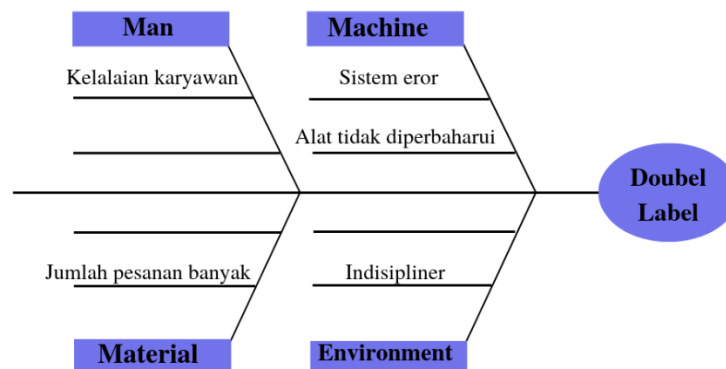 Man
Machine
Kelalaian karyawan
Sistem eror
Alat tidak diperbaharui
Doubel
Label
Jumlah pesanan banyak
Indisipliner
Material
Environment